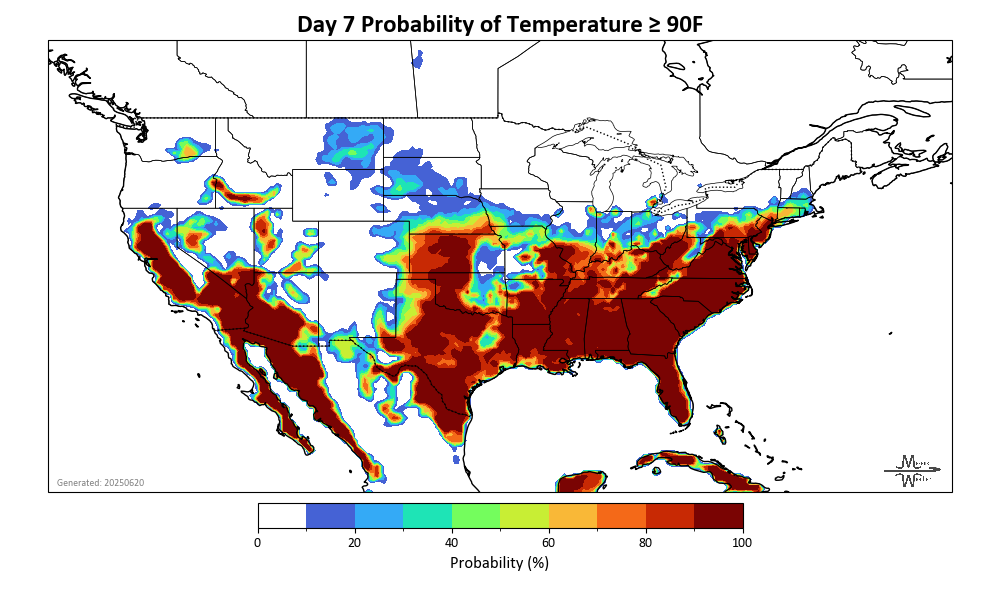 Day 7 Probability of Temperature ≥ 90F
Generated: 20250620
0 20 40 60 80 100
Probability (%)